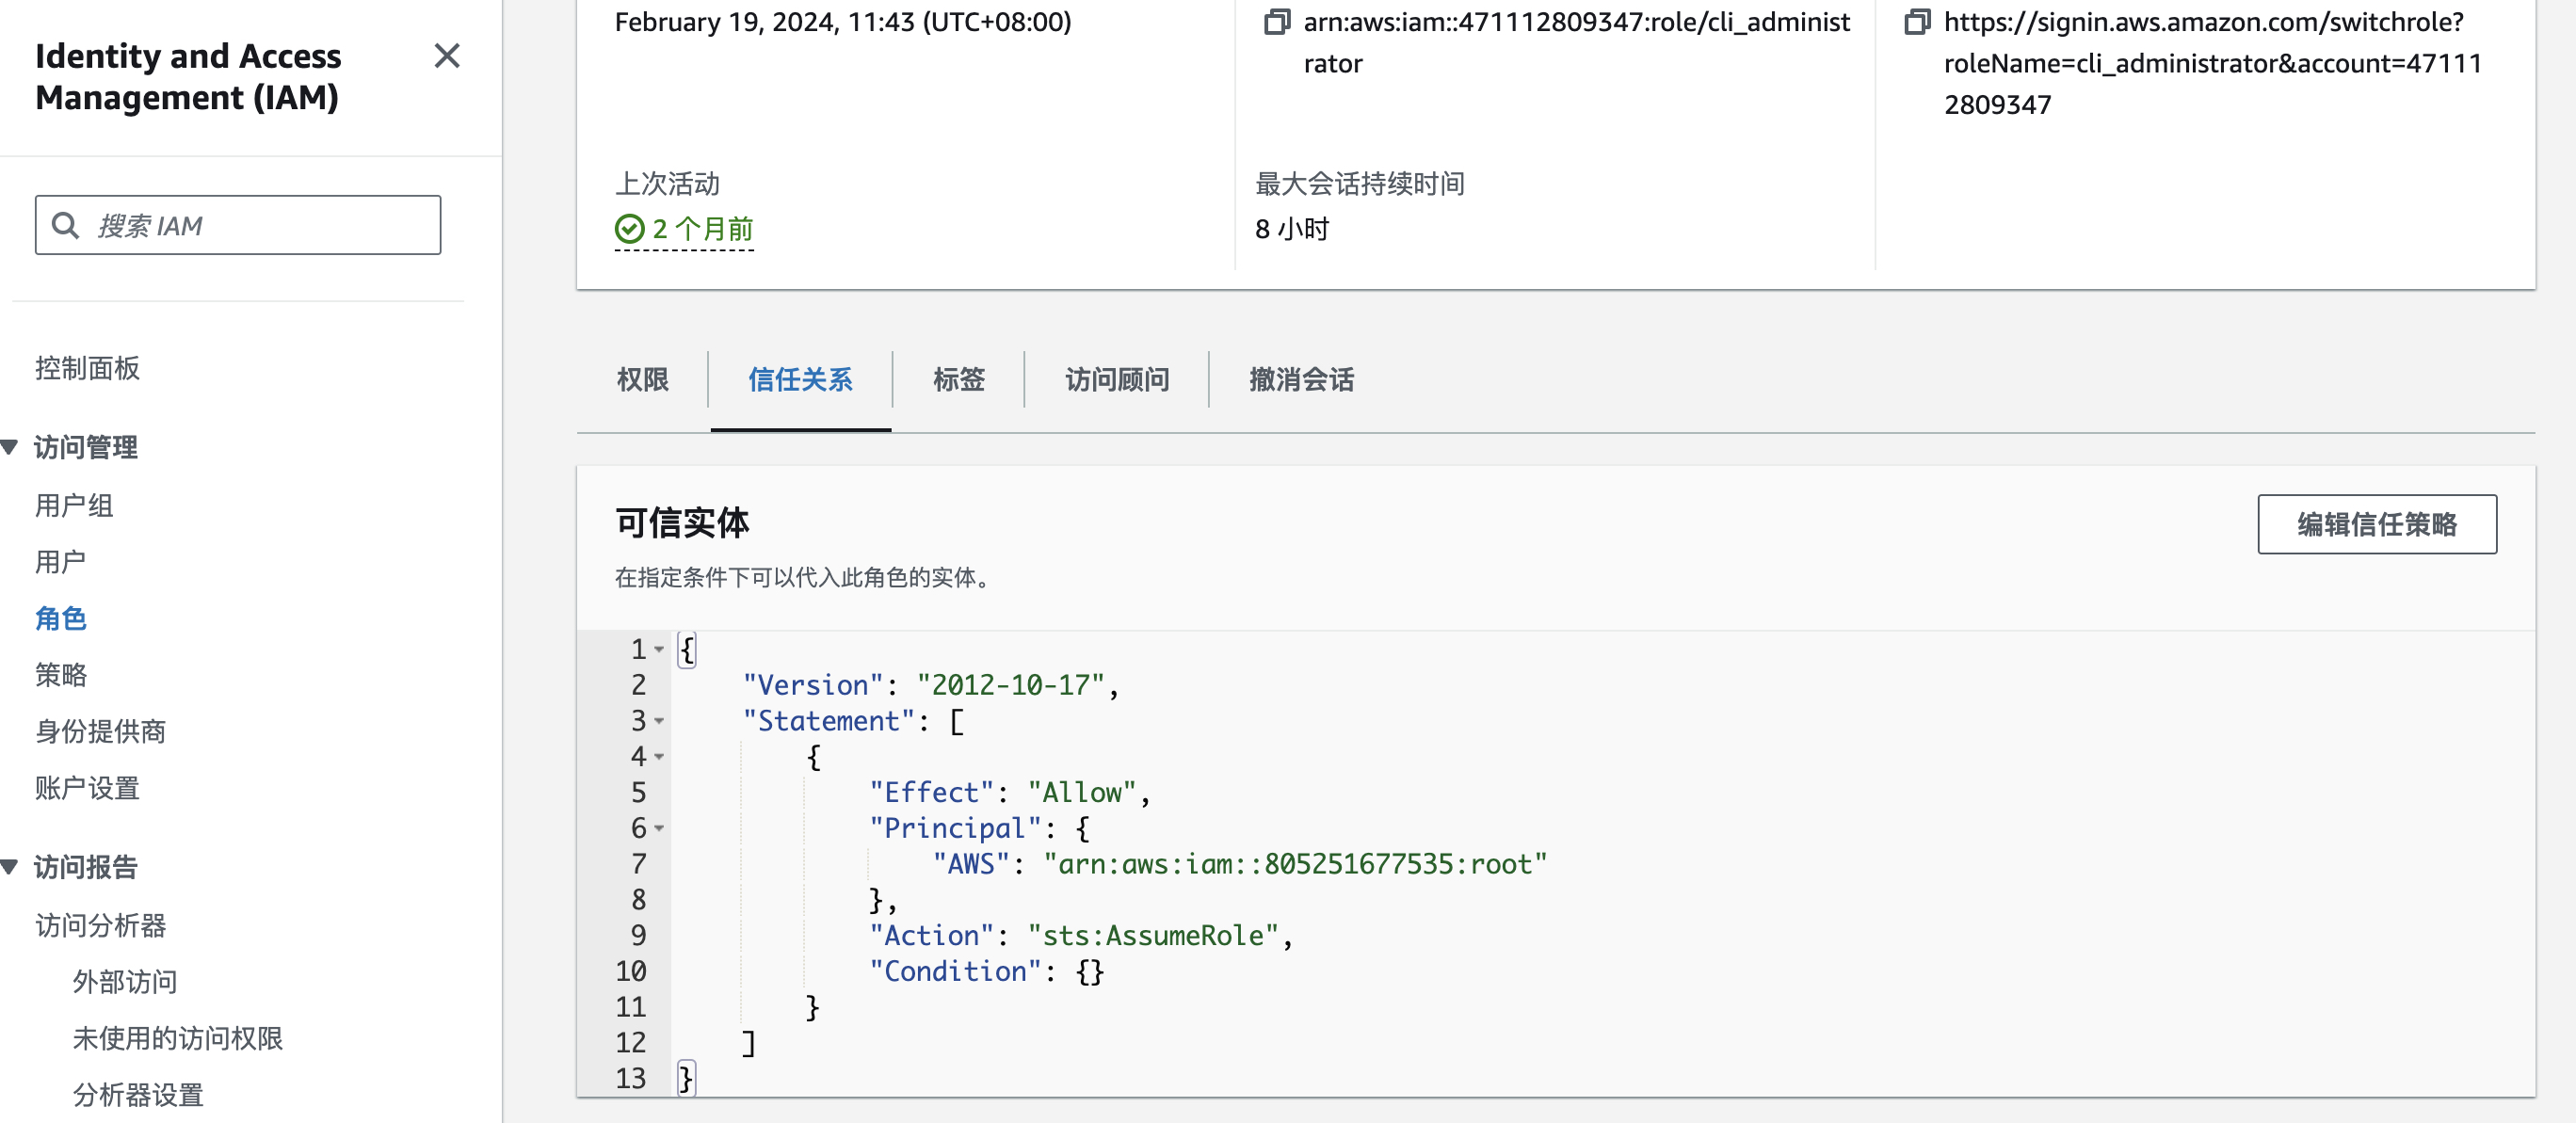 Identity and Access
Management (IAM)
搜索 IAM
控制面板
访问管理
用户组
用户
角色
策略
身份提供商
账户设置
访问报告
访问分析器
外部访问
未使用的访问权限
分析器设置
February 19, 2024, 11:43 (UTC+08:00)
arn:aws:iam::471112809347:role/cli_administ
rator
https://signin.aws.amazon.com/switchrole?
roleName=cli_administrator&account=47111
2809347
上次活动
2 个月前
最大会话持续时间
8 小时
权限
信任关系
标签
访问顾问
撤消会话
可信实体
编辑信任策略
在指定条件下可以代入此角色的实体。
1 {
2 "Version": "2012-10-17",
3 "Statement": [
4 {
5 "Effect": "Allow",
6 "Principal": {
7 "AWS": "arn:aws:iam::805251677535:root"
8 },
9 "Action": "sts:AssumeRole",
10 "Condition": {}
11 }
12 ]
13 }